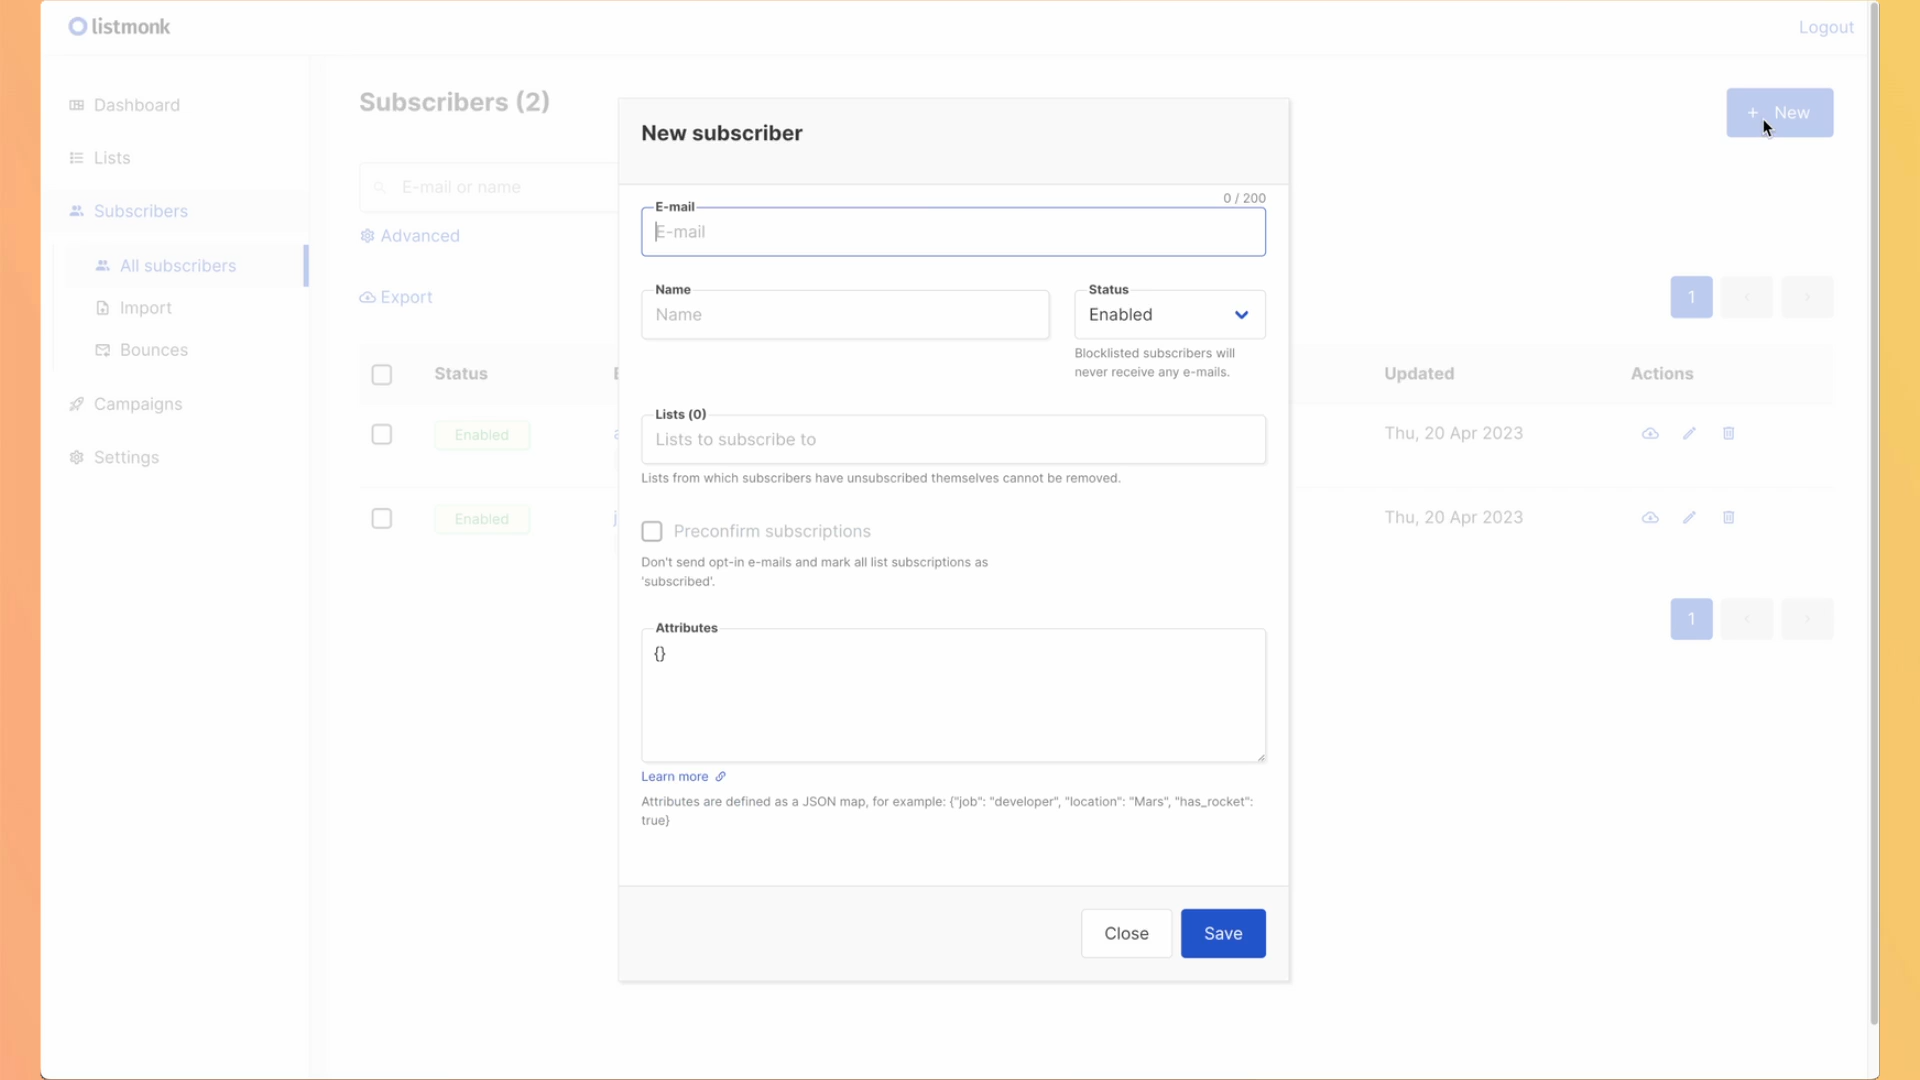 listmonk
Logout
Dashboard
Lists
Subscribers
All subscribers
Import
Bounces
Campaigns
Settings
Subscribers (2)
+ New
E-mail or name
Advanced
Export
1
Status
Updated
Actions
Enabled
Thu, 20 Apr 2023
Enabled
Thu, 20 Apr 2023
1
New subscriber
0 / 200
E-mail
E-mail
Name
Name
Status
Enabled
Blocklisted subscribers will
never receive any e-mails.
Lists (0)
Lists to subscribe to
Lists from which subscribers have unsubscribed themselves cannot be removed.
Preconfirm subscriptions
Don't send opt-in e-mails and mark all list subscriptions as
'subscribed'.
Attributes
{}
Learn more
Attributes are defined as a JSON map, for example: {"job": "developer", "location": "Mars", "has_rocket":
true}
Close
Save